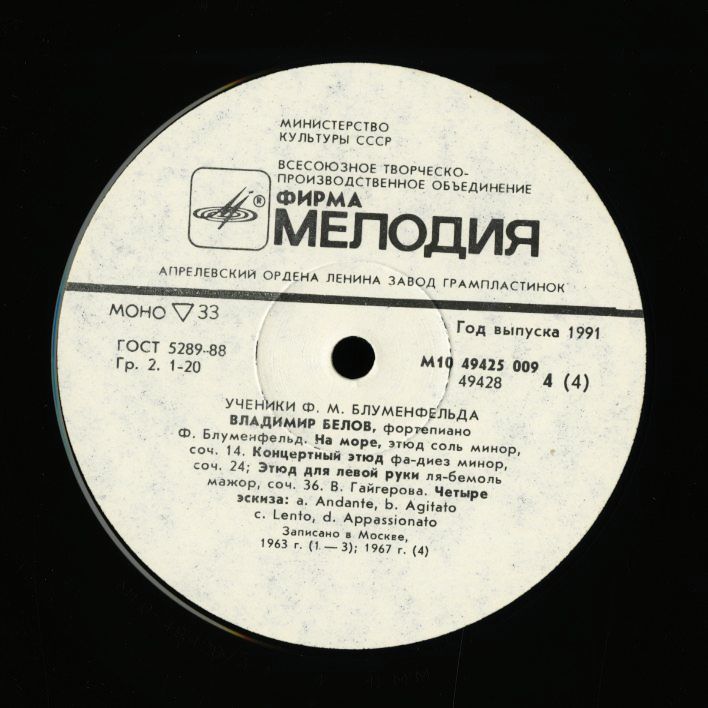 МИНИСТЕРСТВО
КУЛЬТУРЫ СССР
ВСЕСОЮЗНОЕ ТВОРЧЕСКО-
ПРОИЗВОДСТВЕННОЕ ОБЪЕДИНЕНИЕ
®
ФИРМА
МЕЛОДИЯ
АПРЕЛЕВСКИЙ ОРДЕНА ЛЕНИНА ЗАВОД ГРАМПЛАСТИНОК
МОНО ▽ 33
Год выпуска 1991
ГОСТ 5289-88
М10 49425 009
Гр. 2. 1-20
49428 4 (4)
УЧЕНИКИ Ф. М. БЛУМЕНФЕЛЬДА
ВЛАДИМИР БЕЛОВ, фортепиано
Ф. Блуменфельд. На море, этюд соль минор,
соч. 14. Концертный этюд фа-диез минор,
соч. 24; Этюд для левой руки ля-бемоль
мажор, соч. 36. В. Гайгерова. Четыре
эскиза: a. Andante, b. Agitato
c. Lento, d. Appassionato
Записано в Москве,
1963 г. (1 — 3); 1967 г. (4)